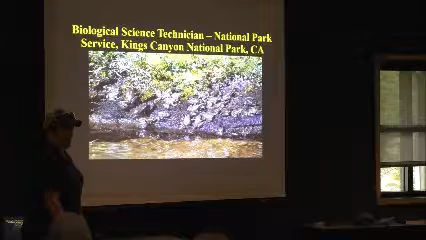 Biological Science Technician – National Park
Service, Kings Canyon National Park, CA